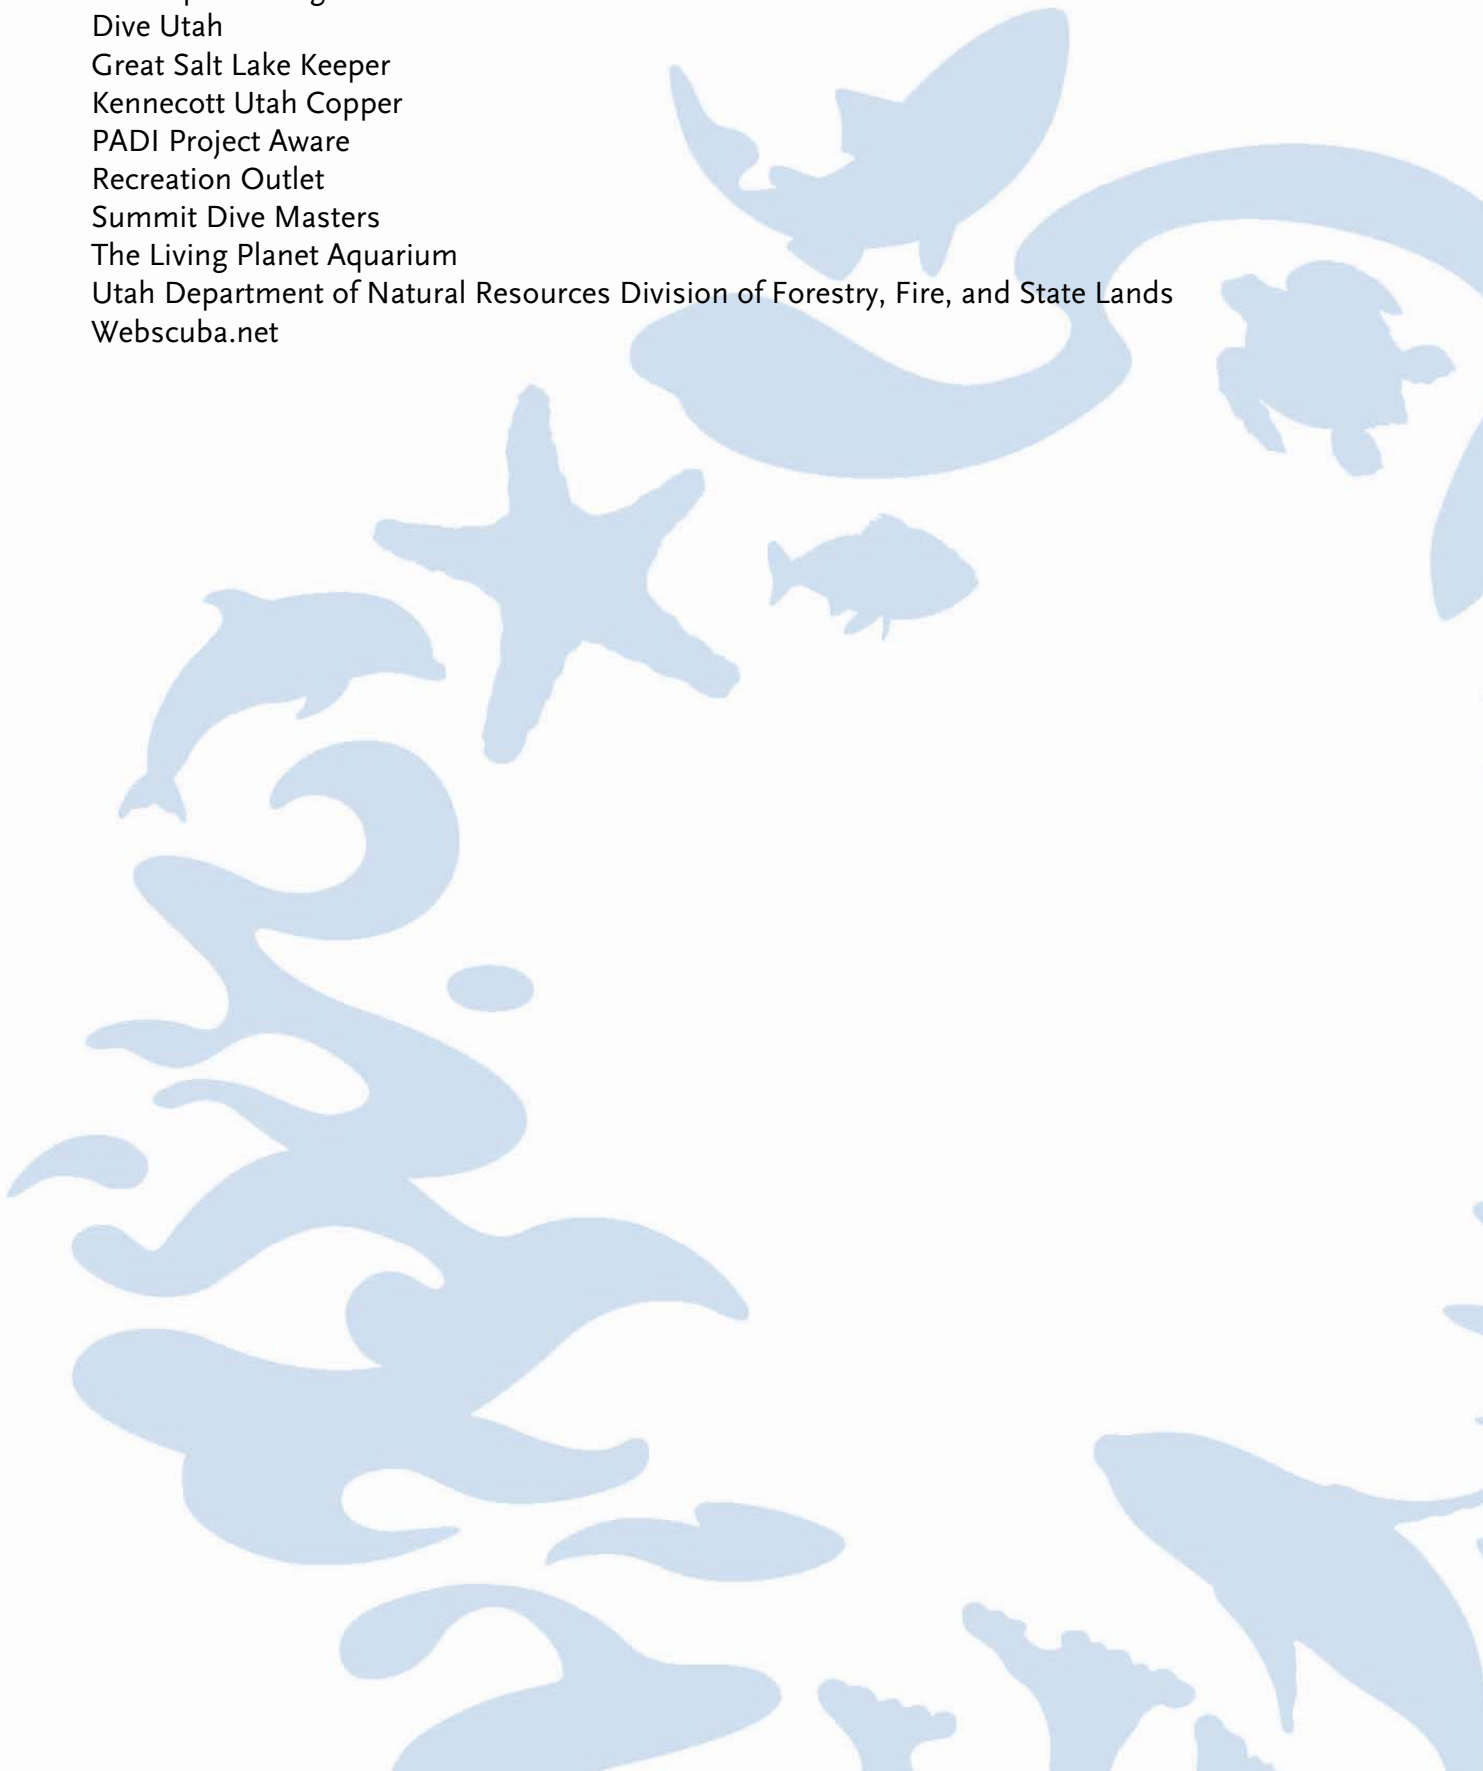 Dive Utah
Great Salt Lake Keeper
Kennecott Utah Copper
PADI Project Aware
Recreation Outlet
Summit Dive Masters
The Living Planet Aquarium
Utah Department of Natural Resources Division of Forestry, Fire, and State Lands
Webscuba.net